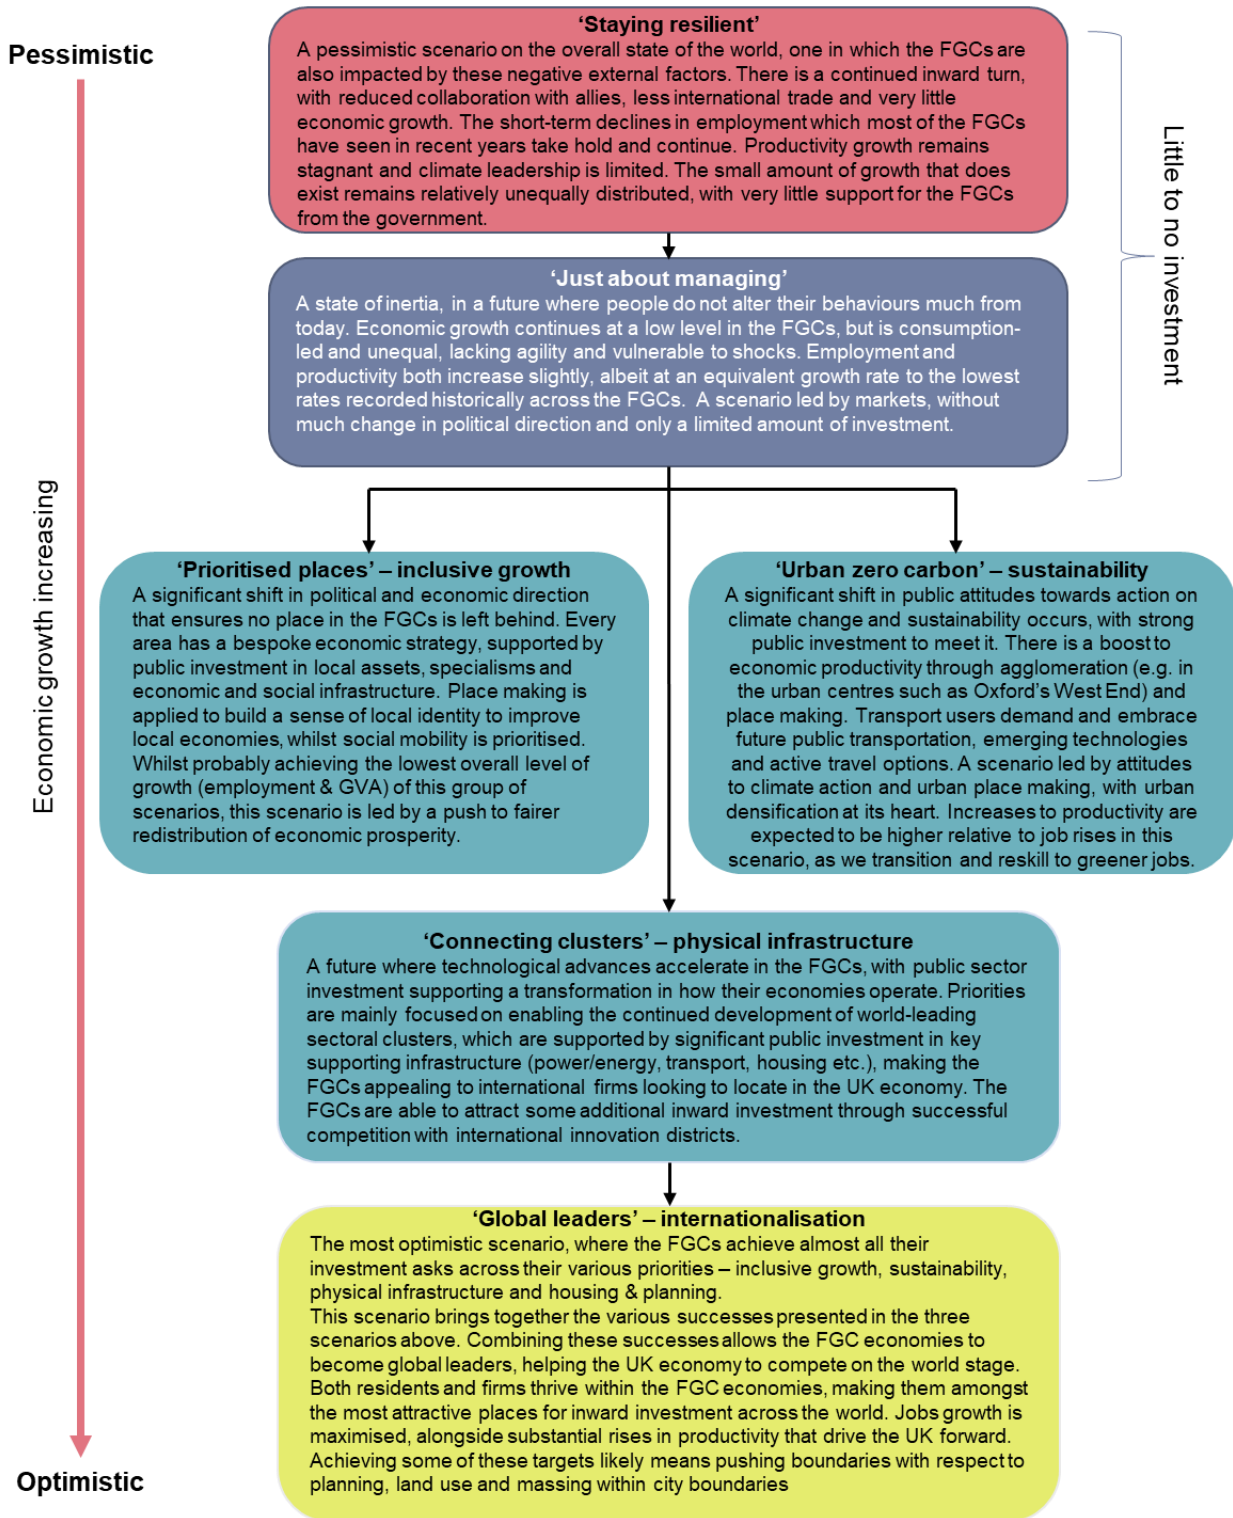 Pessimistic
‘Staying resilient’
A pessimistic scenario on the overall state of the world, one in which the FGCs are
also impacted by these negative external factors. There is a continued inward turn,
with reduced collaboration with allies, less international trade and very little
economic growth. The short-term declines in employment which most of the FGCs
have seen in recent years take hold and continue. Productivity growth remains
stagnant and climate leadership is limited. The small amount of growth that does
exist remains relatively unequally distributed, with very little support for the FGCs
from the government.
Little to no investment
‘Just about managing’
A state of inertia, in a future where people do not alter their behaviours much from
today. Economic growth continues at a low level in the FGCs, but is consumption-
led and unequal, lacking agility and vulnerable to shocks. Employment and
productivity both increase slightly, albeit at an equivalent growth rate to the lowest
rates recorded historically across the FGCs. A scenario led by markets, without
much change in political direction and only a limited amount of investment.
Economic growth increasing
‘Prioritised places’ – inclusive growth
A significant shift in political and economic direction
that ensures no place in the FGCs is left behind. Every
area has a bespoke economic strategy, supported by
public investment in local assets, specialisms and
economic and social infrastructure. Place making is
applied to build a sense of local identity to improve
local economies, whilst social mobility is prioritised.
Whilst probably achieving the lowest overall level of
growth (employment & GVA) of this group of
scenarios, this scenario is led by a push to fairer
redistribution of economic prosperity.
‘Urban zero carbon’ – sustainability
A significant shift in public attitudes towards action on
climate change and sustainability occurs, with strong
public investment to meet it. There is a boost to
economic productivity through agglomeration (e.g. in
the urban centres such as Oxford’s West End) and
place making. Transport users demand and embrace
future public transportation, emerging technologies
and active travel options. A scenario led by attitudes
to climate action and urban place making, with urban
densification at its heart. Increases to productivity are
expected to be higher relative to job rises in this
scenario, as we transition and reskill to greener jobs.
‘Connecting clusters’ – physical infrastructure
A future where technological advances accelerate in the FGCs, with public sector
investment supporting a transformation in how their economies operate. Priorities
are mainly focused on enabling the continued development of world-leading
sectoral clusters, which are supported by significant public investment in key
supporting infrastructure (power/energy, transport, housing etc.), making the
FGCs appealing to international firms looking to locate in the UK economy. The
FGCs are able to attract some additional inward investment through successful
competition with international innovation districts.
‘Global leaders’ – internationalisation
The most optimistic scenario, where the FGCs achieve almost all their
investment asks across their various priorities – inclusive growth, sustainability,
physical infrastructure and housing & planning.
This scenario brings together the various successes presented in the three
scenarios above. Combining these successes allows the FGC economies to
become global leaders, helping the UK economy to compete on the world stage.
Both residents and firms thrive within the FGC economies, making them amongst
the most attractive places for inward investment across the world. Jobs growth is
maximised, alongside substantial rises in productivity that drive the UK forward.
Achieving some of these targets likely means pushing boundaries with respect to
planning, land use and massing within city boundaries
Optimistic